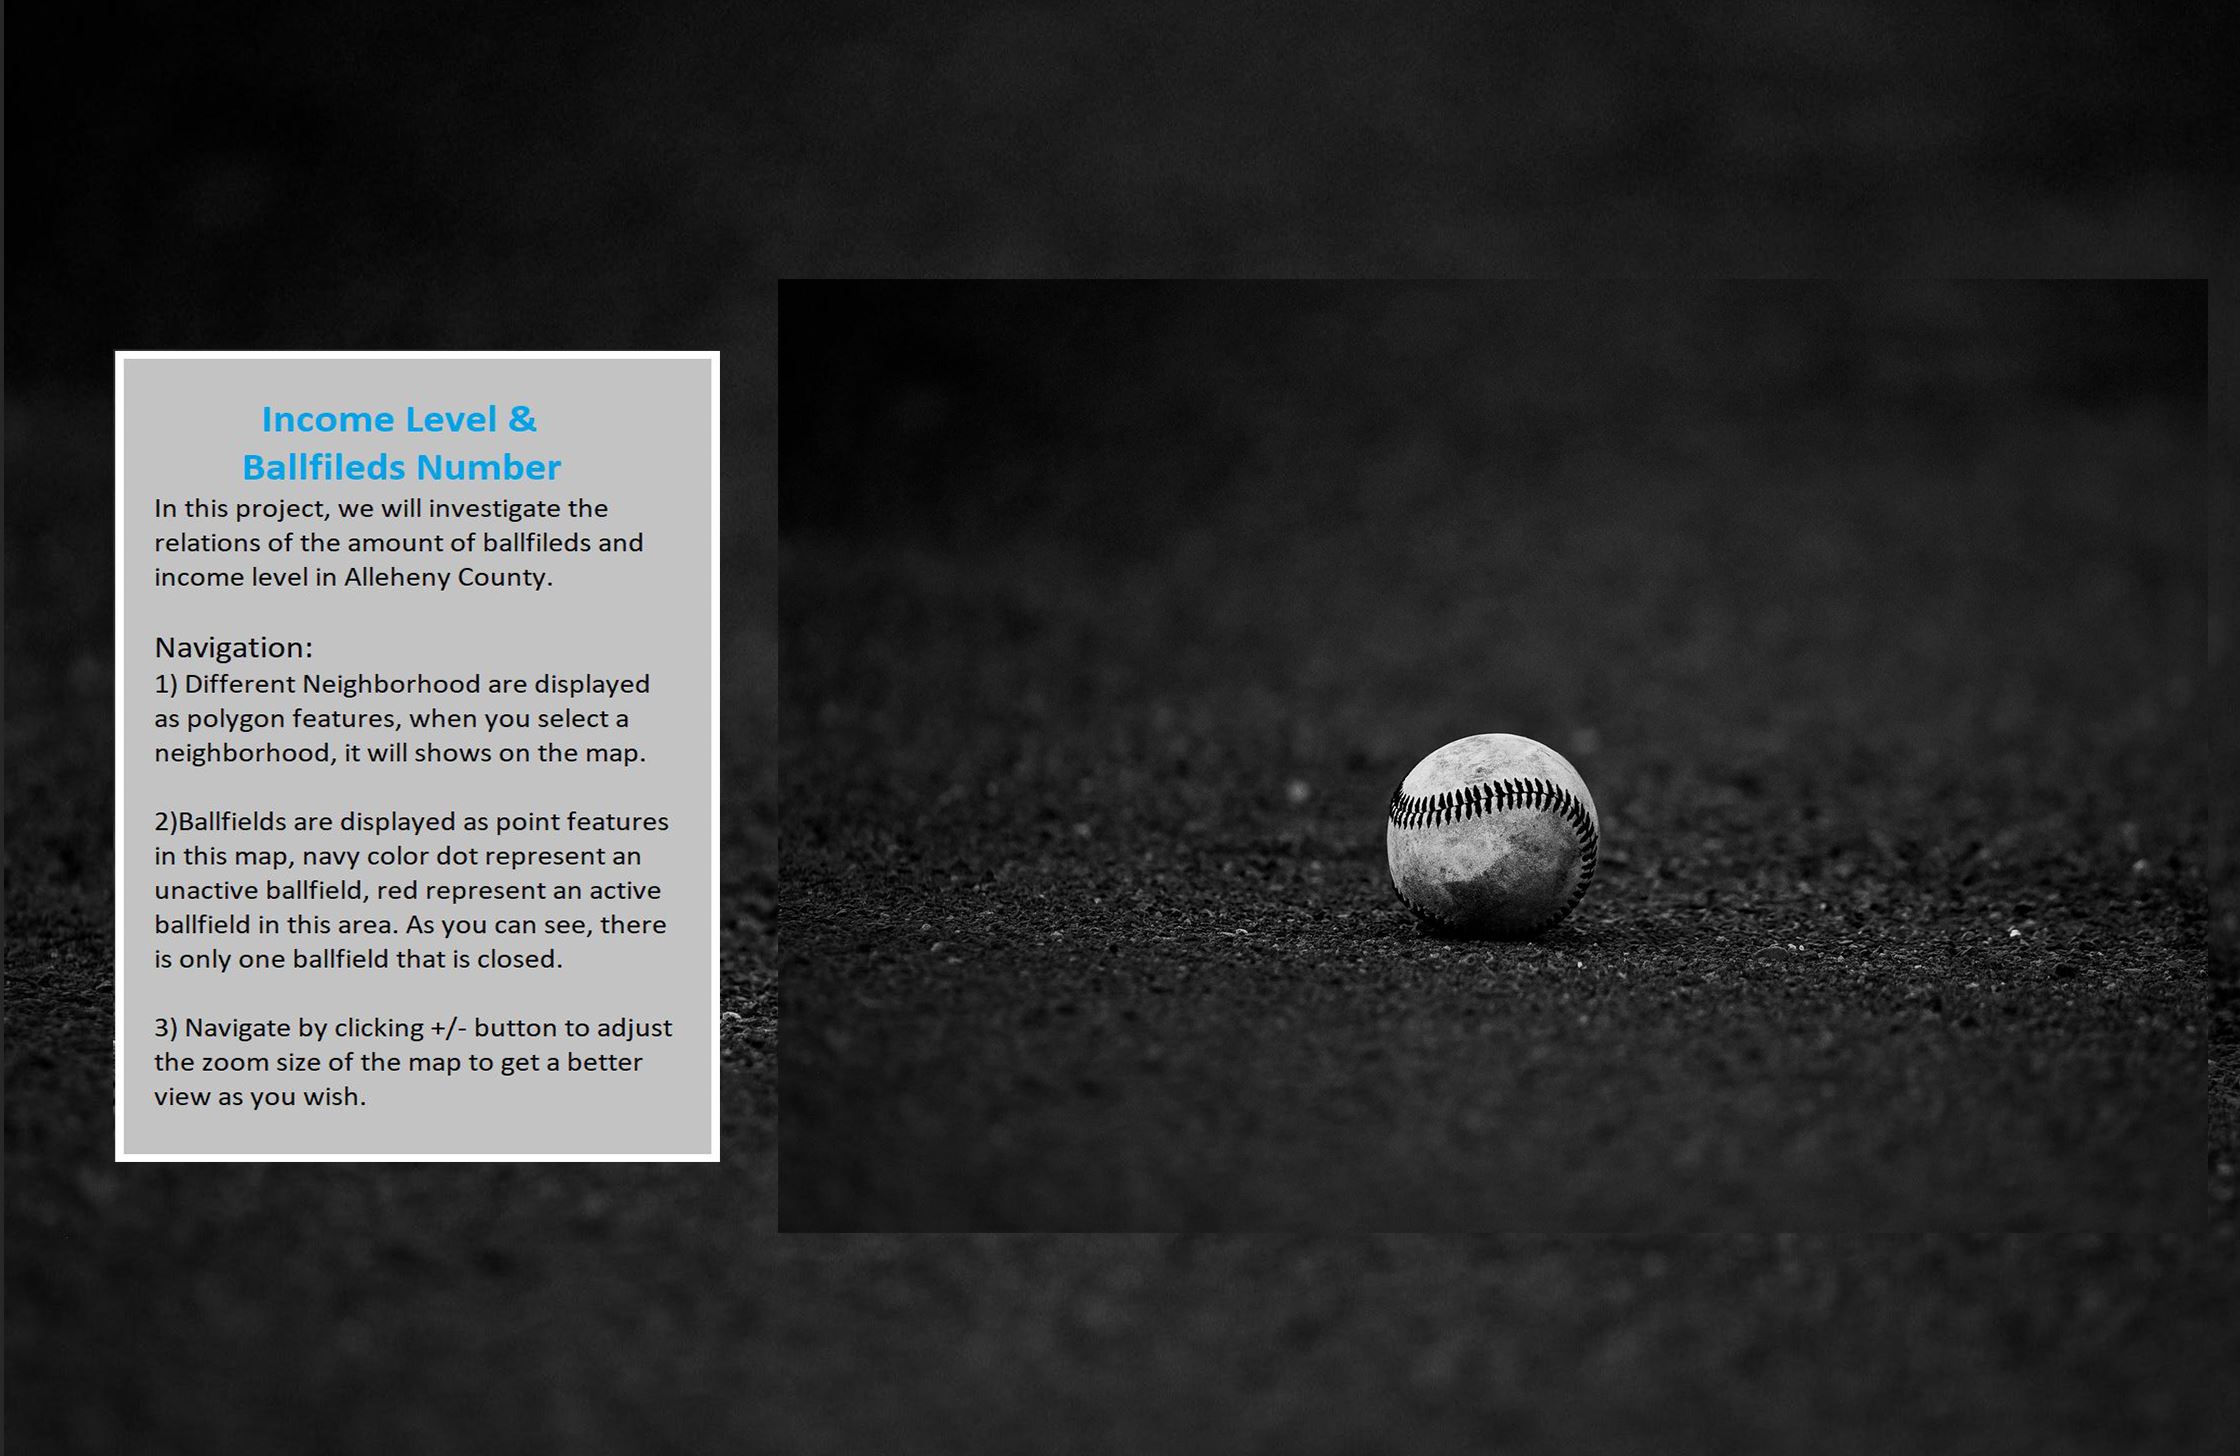 Income Level &
Ballfileds Number
In this project, we will investigate the
relations of the amount of ballfileds and
income level in Alleheny County.
Navigation:
1) Different Neighborhood are displayed
as polygon features, when you select a
neighborhood, it will shows on the map.
2)Ballfields are displayed as point features
in this map, navy color dot represent an
unactive ballfield, red represent an active
ballfield in this area. As you can see, there
is only one ballfield that is closed.
3) Navigate by clicking +/- button to adjust
the zoom size of the map to get a better
view as you wish.